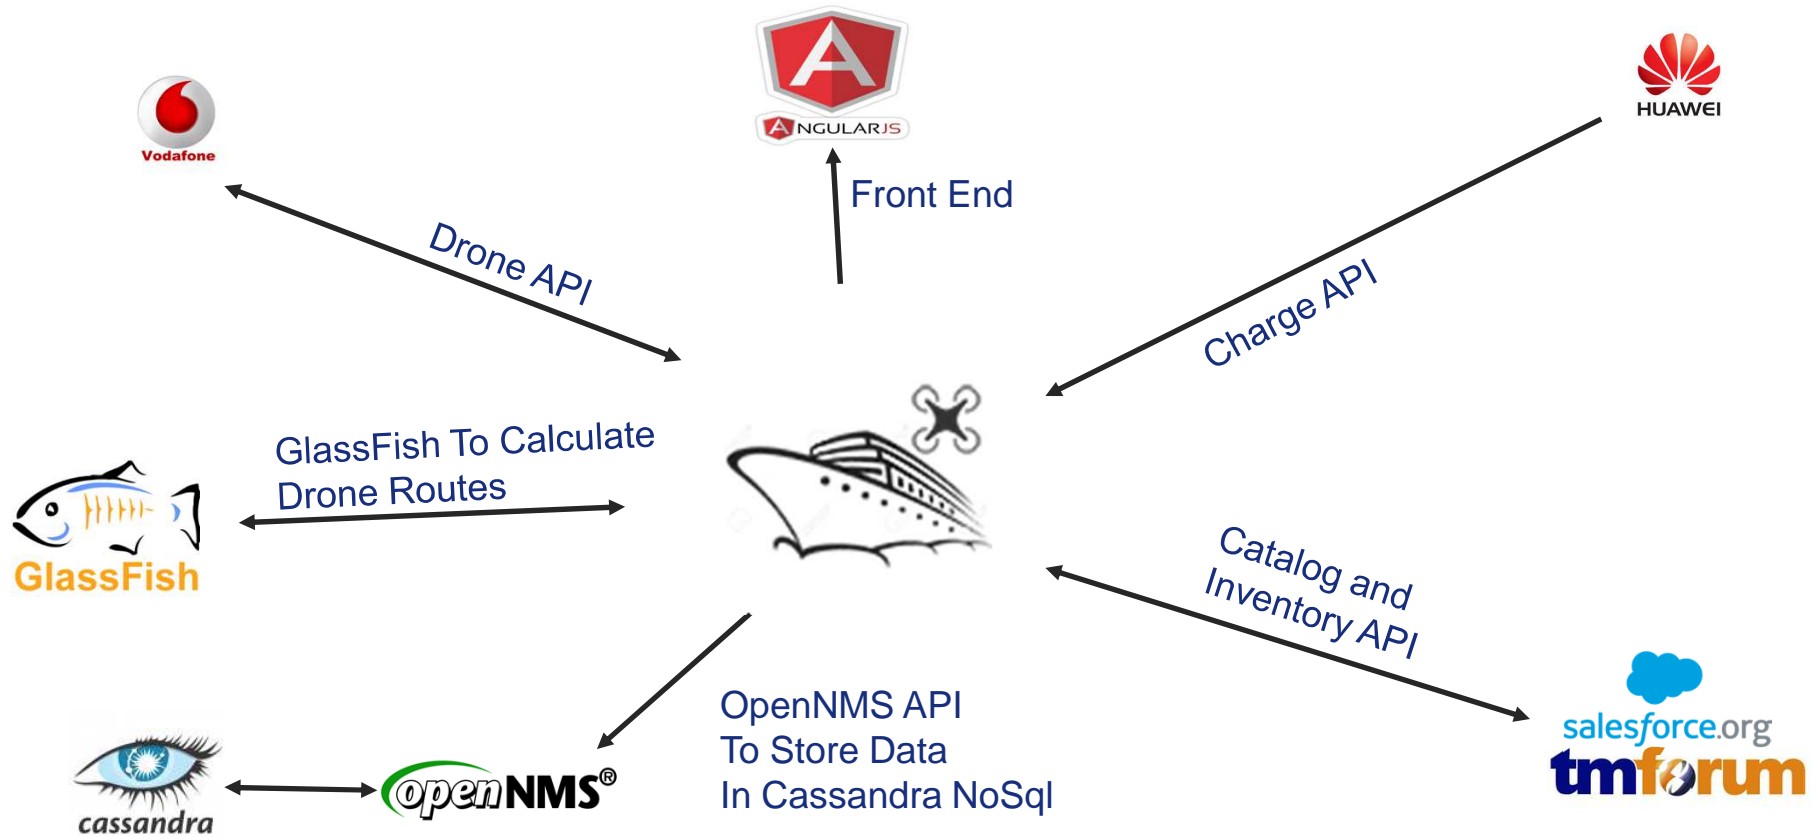 ANGULARJS
HUAWEI
Vodafone
Front End
Drone API
Charge API
GlassFish To Calculate
Drone Routes
GlassFish
Catalog and
Inventory API
OpenNMS API
To Store Data
In Cassandra NoSql
salesforce.org
tmforum
openNMS®
cassandra